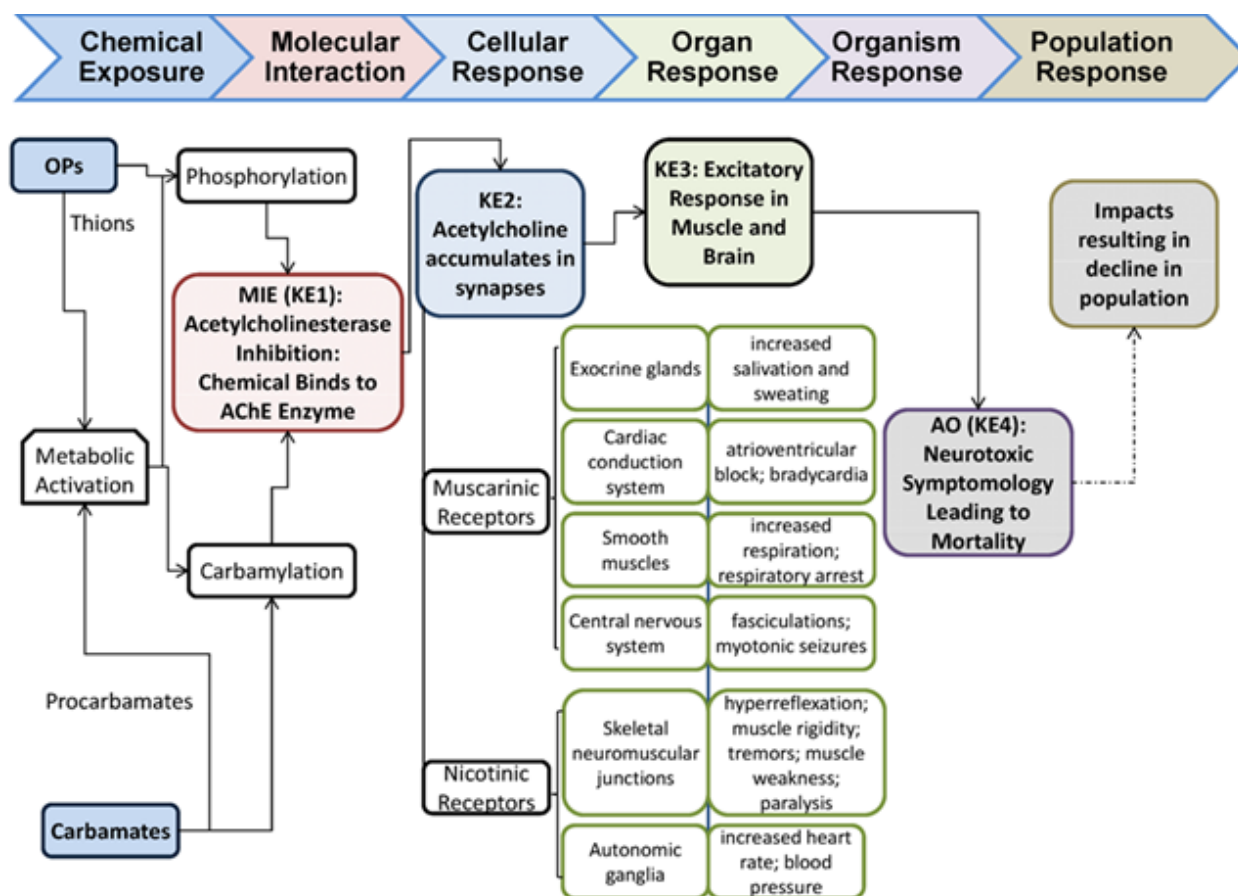 Chemical
Exposure
Molecular
Interaction
Cellular
Response
Organ
Response
Organism
Response
Population
Response
OPs
Thions
Phosphorylation
MIE (KE1):
Acetylcholinesterase
Inhibition:
Chemical Binds to
AChE Enzyme
Metabolic
Activation
Carbamylation
Procarbamates
Carbamates
KE2:
Acetylcholine
accumulates in
synapses
KE3: Excitatory
Response in
Muscle and
Brain
Impacts
resulting in
decline in
population
AO (KE4):
Neurotoxic
Symptomology
Leading to
Mortality
Muscarinic
Receptors
Exocrine glands
increased
salivation and
sweating
Cardiac
conduction
system
atrioventricular
block; bradycardia
Smooth
muscles
increased
respiration;
respiratory arrest
Central nervous
system
fasciculations;
myotonic seizures
Nicotinic
Receptors
Skeletal
neuromuscular
junctions
hyperreflexation;
muscle rigidity;
tremors; muscle
weakness;
paralysis
Autonomic
ganglia
increased heart
rate; blood
pressure